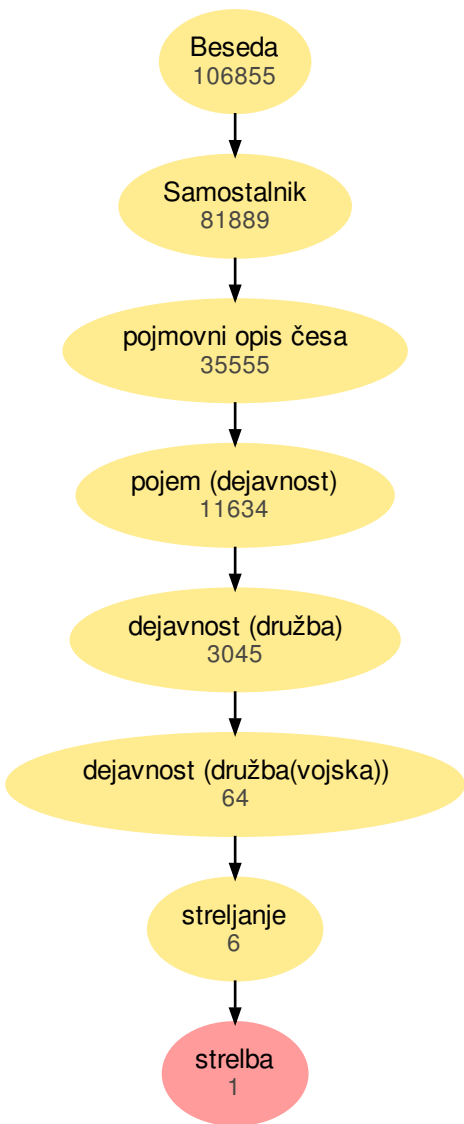 Beseda
106855
Samostalnik
81889
pojmovni opis česa
35555
pojem (dejavnost)
11634
dejavnost (družba)
3045
dejavnost (družba(vojska))
64
streljanje
6
strelba
1